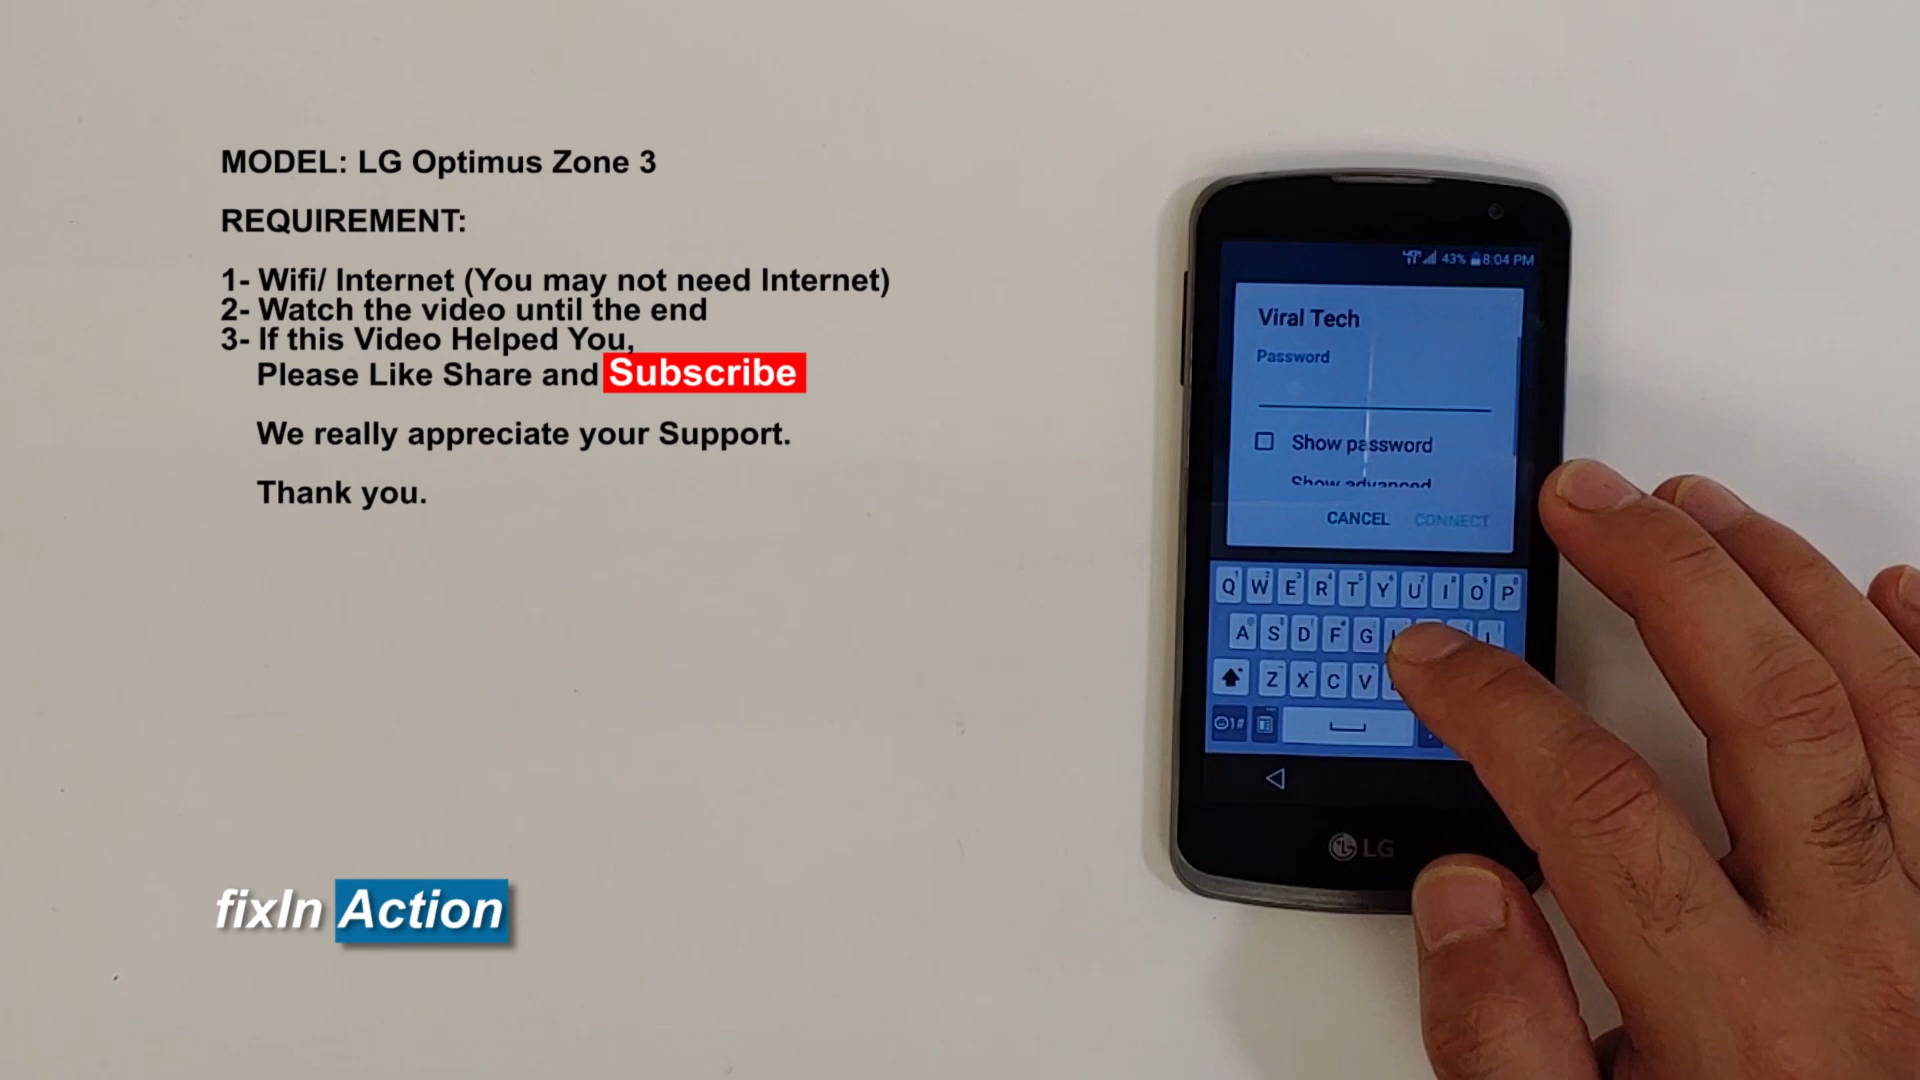 MODEL: LG Optimus Zone 3
REQUIREMENT:
1- Wifi/ Internet (You may not need Internet)
2- Watch the video until the end
3- If this Video Helped You,
Please Like Share and Subscribe
We really appreciate your Support.
Thank you.
fixIn Action
43% 8:04 PM
Viral Tech
Password
Show password
Show advanced
CANCEL CONNECT
Q W E R T Y U I O P
A S D F G
Z X C V
LG